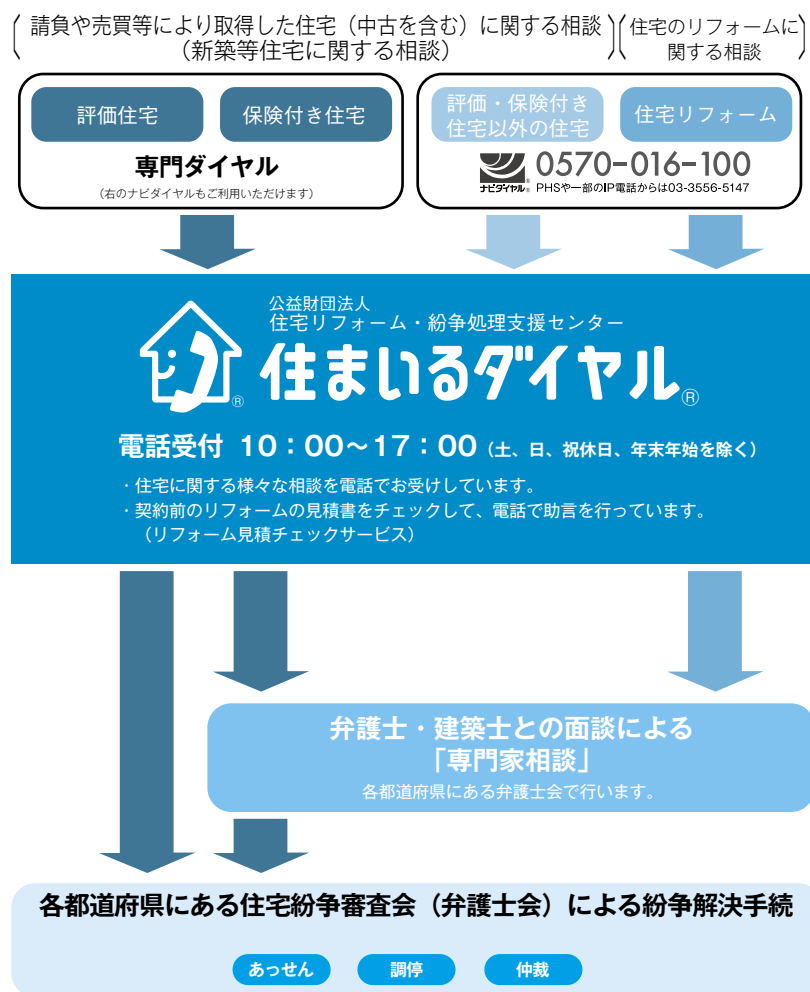 請負や売買等により取得した住宅（中古を含む）に関する相談
（新築等住宅に関する相談）
住宅のリフォームに
関する相談
評価住宅
保険付き住宅
専門ダイヤル
（右のナビダイヤルもご利用いただけます）
評価・保険付き
住宅以外の住宅
住宅リフォーム
ナビダイヤル® 0570-016-100
PHSや一部のIP電話からは03-3556-5147
公益財団法人
住宅リフォーム・紛争処理支援センター
住まいるダイヤル®
®
電話受付 10：00〜17：00（土、日、祝休日、年末年始を除く）
・住宅に関する様々な相談を電話でお受けしています。
・契約前のリフォームの見積書をチェックして、電話で助言を行っています。
（リフォーム見積チェックサービス）
弁護士・建築士との面談による
「専門家相談」
各都道府県にある弁護士会で行います。
各都道府県にある住宅紛争審査会（弁護士会）による紛争解決手続
あっせん
調停
仲裁